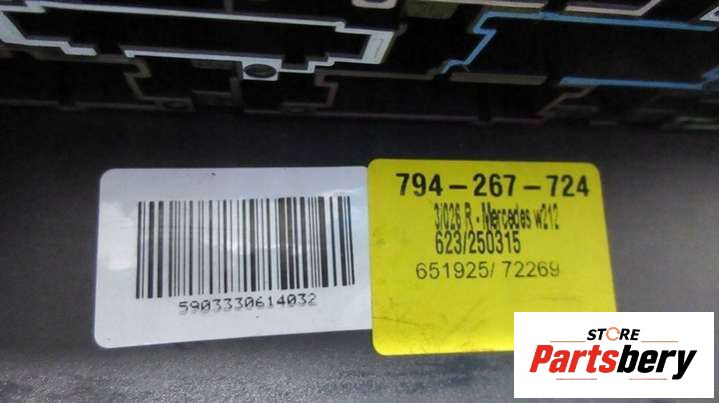 794-267-724
3/026 R - Mercedes w212
623/250315
651925/72269
5903330614032
STORE
Partsbery